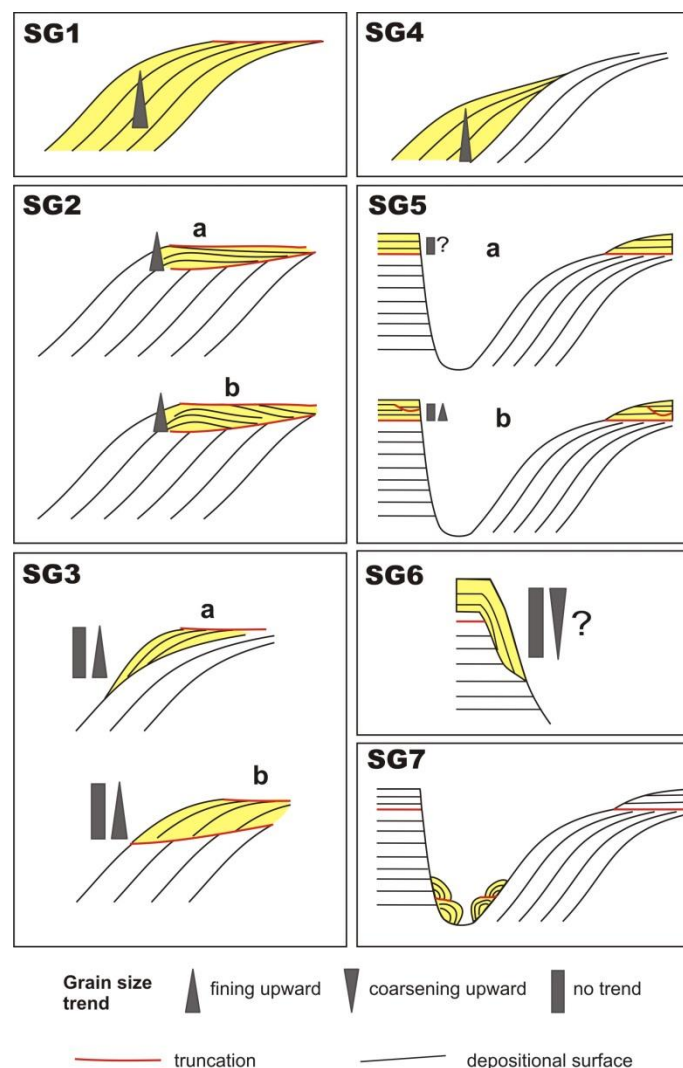 SG1
SG4
SG2
a
b
SG5
?
a
b
SG3
a
b
SG6
?
SG7
Grain size
trend
fining upward
coarsening upward
no trend
truncation
depositional surface